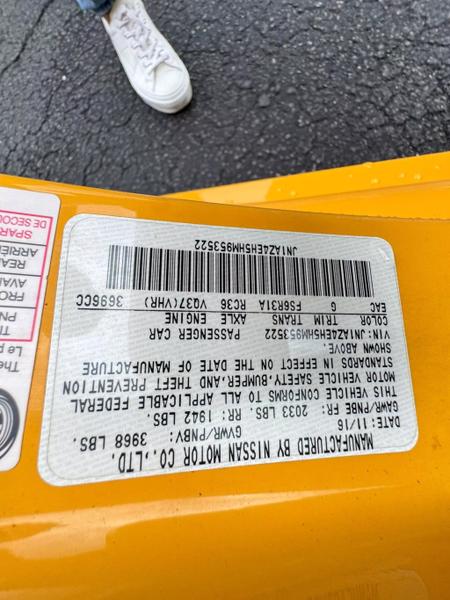 MANUFACTURED BY NISSAN MOTOR CO.,LTD.
DATE: 11/16 GVWR/PNBV: 3968 LBS.
GAWR/PNBE FR: 2033 LBS. RR: 1942 LBS.
THIS VEHICLE CONFORMS TO ALL APPLICABLE FEDERAL
MOTOR VEHICLE SAFETY,BUMPER,AND THEFT PREVENTION
STANDARDS IN EFFECT ON THE DATE OF MANUFACTURE
SHOWN ABOVE.
VIN:JN1AZ4EH5HM953522 PASSENGER CAR
COLOR TRIM TRANS AXLE ENGINE
EAC G FS6R31A RC36 V037(VHR) 3696CC
JN1AZ4EH5HM953522
The
Le p